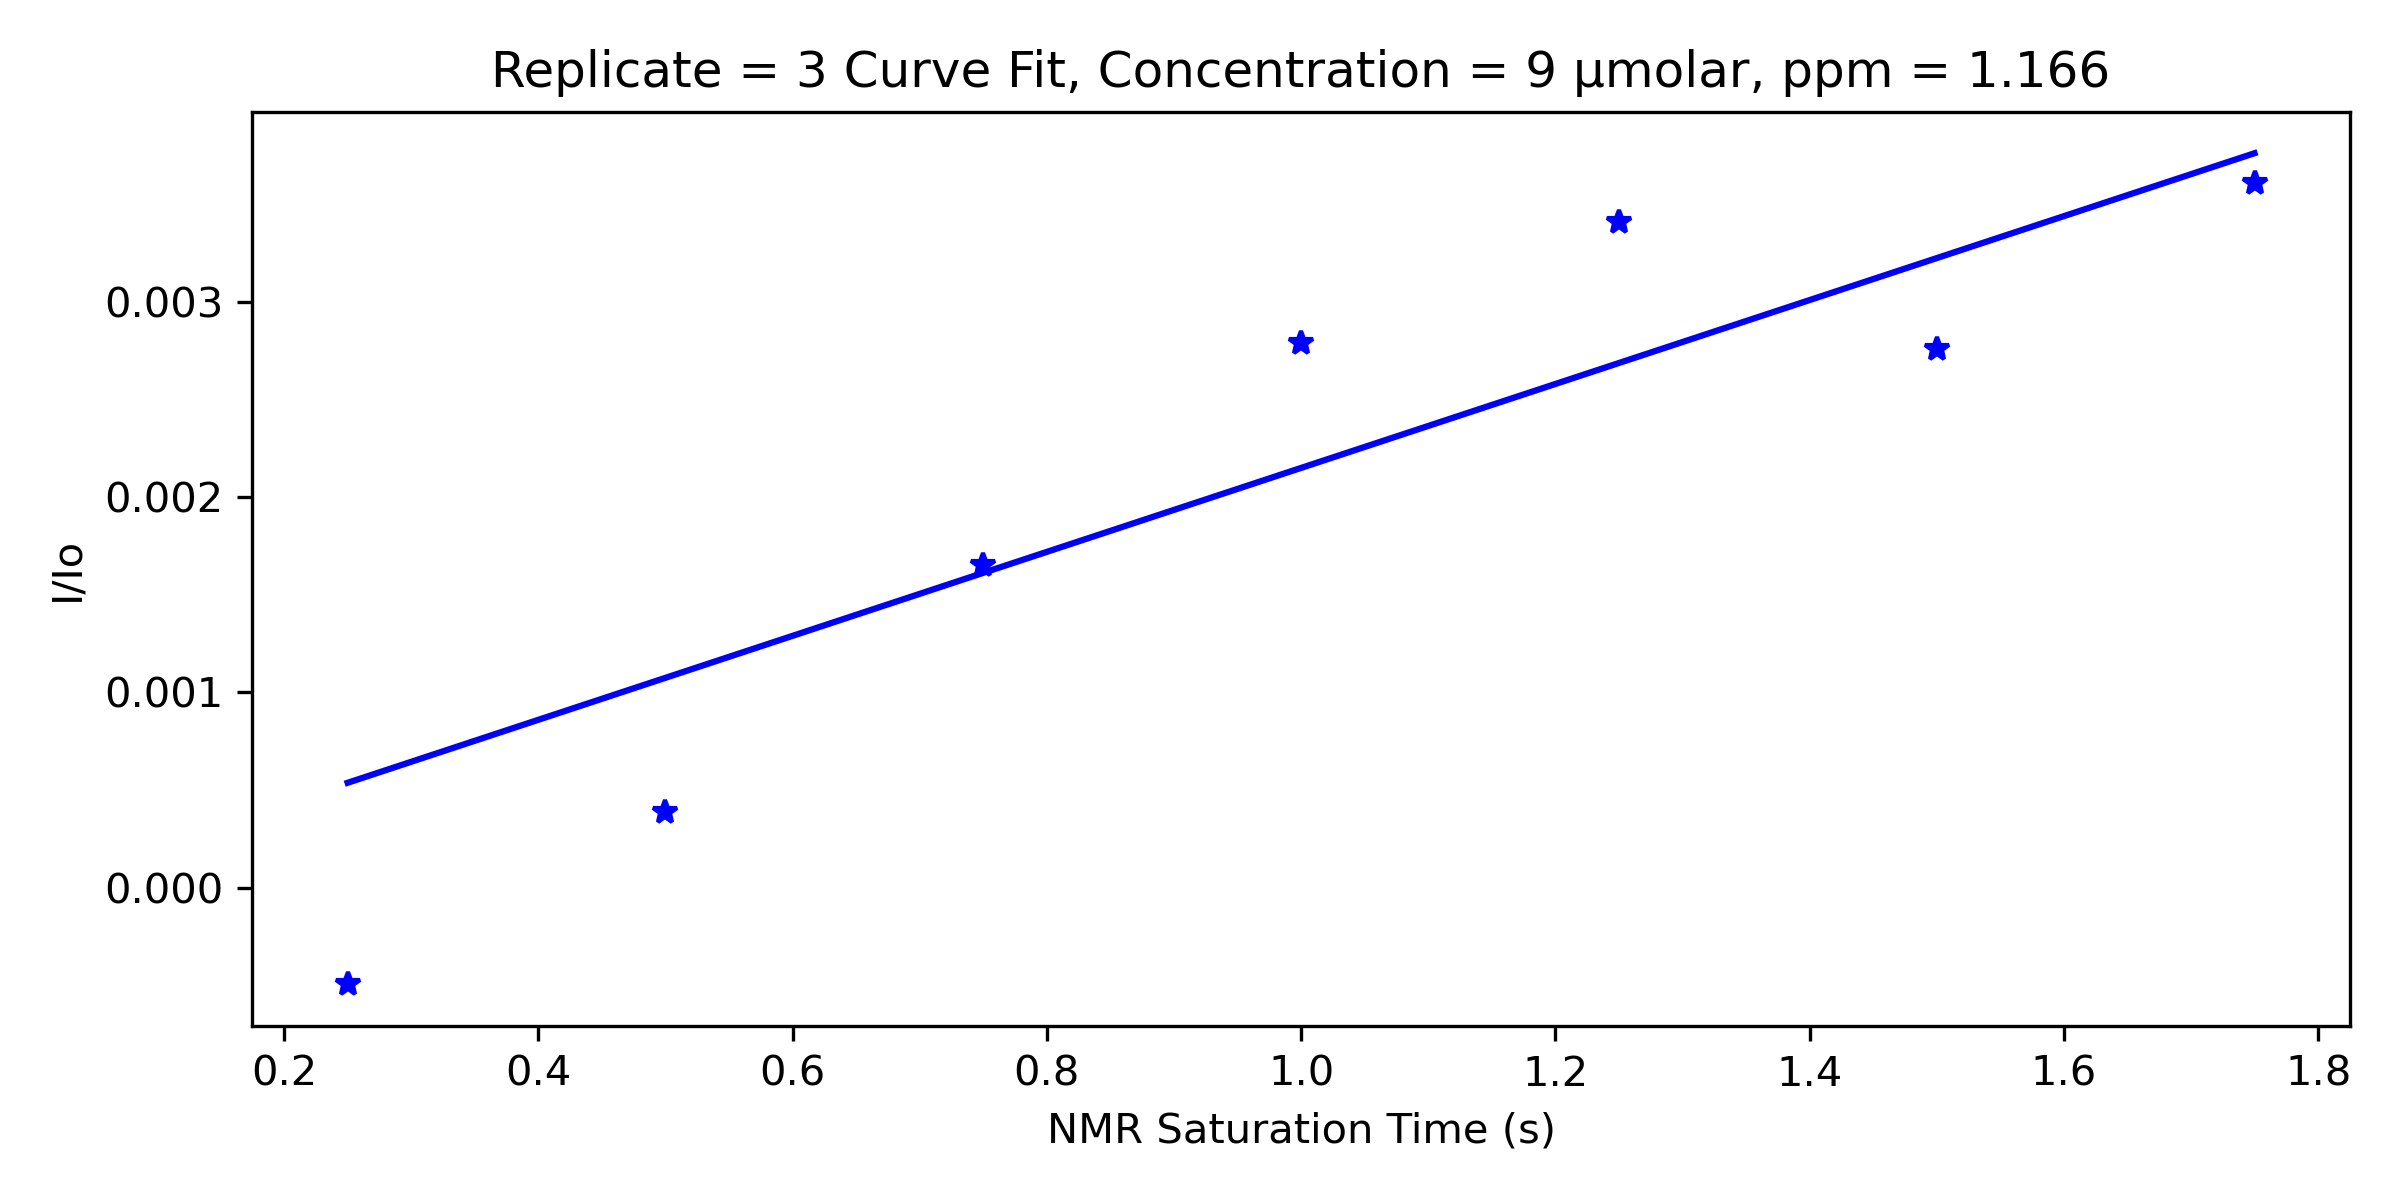 Replicate = 3 Curve Fit, Concentration = 9 µmolar, ppm = 1.166
I/Io
0.003
0.002
0.001
0.000
0.2 0.4 0.6 0.8 1.0 1.2 1.4 1.6 1.8
NMR Saturation Time (s)